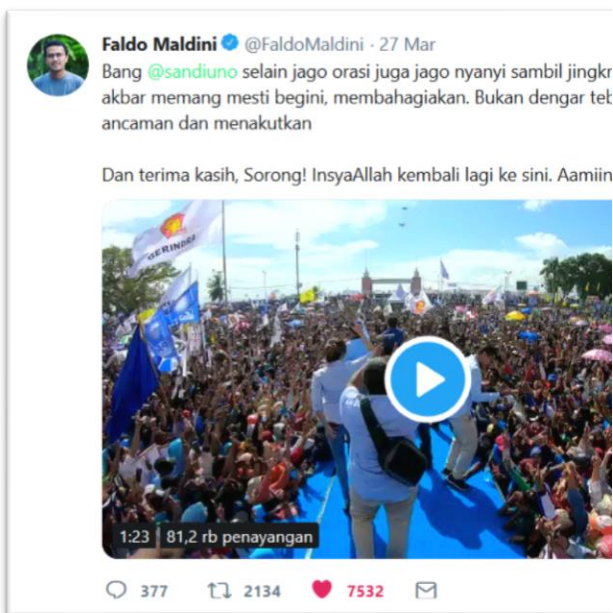 Faldo Maldini @FaldoMaldini · 27 Mar
Bang @sandiuno selain jago orasi juga jago nyanyi sambil
akbar memang mesti begini, membahagiakan. Bukan dengar
ancaman dan menakutkan
Dan terima kasih, Sorong! InsyaAllah kembali lagi ke sini. Aamiin
GERINDRA
1:23 81,2 rb penayangan
377 2134 7532